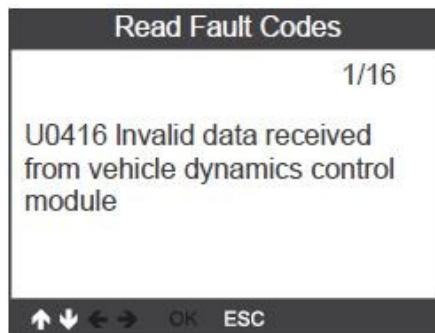 Read Fault Codes
1/16
U0416 Invalid data received
from vehicle dynamics control
module
OK ESC